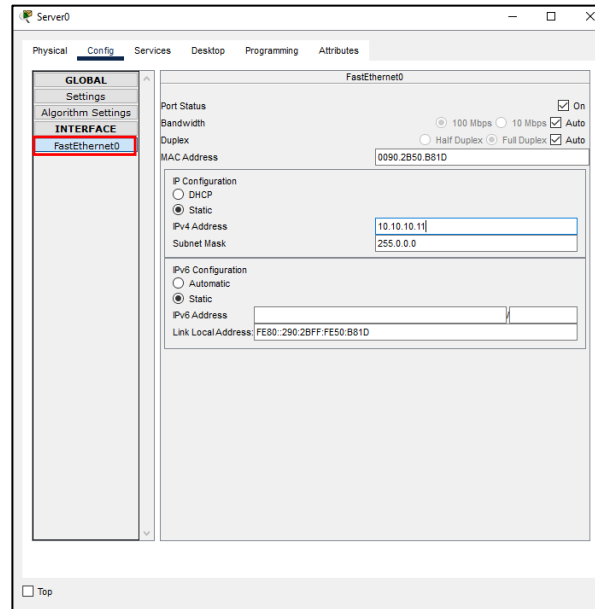 Server0
Physical Config Services Desktop Programming Attributes
GLOBAL
Settings
Algorithm Settings
INTERFACE
FastEthernet0
FastEthernet0
Port Status On
Bandwidth 100 Mbps 10 Mbps Auto
Duplex Half Duplex Full Duplex Auto
MAC Address 0090.2B50.B81D
IP Configuration
DHCP
Static
IPv4 Address 10.10.10.11
Subnet Mask 255.0.0.0
IPv6 Configuration
Automatic
Static
IPv6 Address /
Link Local Address: FE80::290:2BFF:FE50:B81D
Top